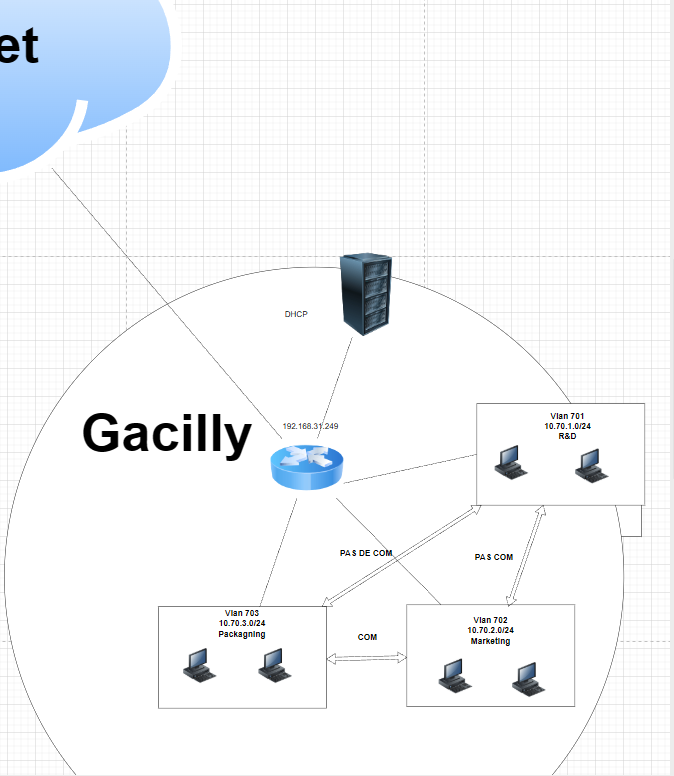 et
DHCP
Gacilly
192.168.31.249
Vlan 701
10.70.1.0/24
R&D
PAS DE COM
PAS COM
Vlan 703
10.70.3.0/24
Packagning
COM
Vlan 702
10.70.2.0/24
Marketing